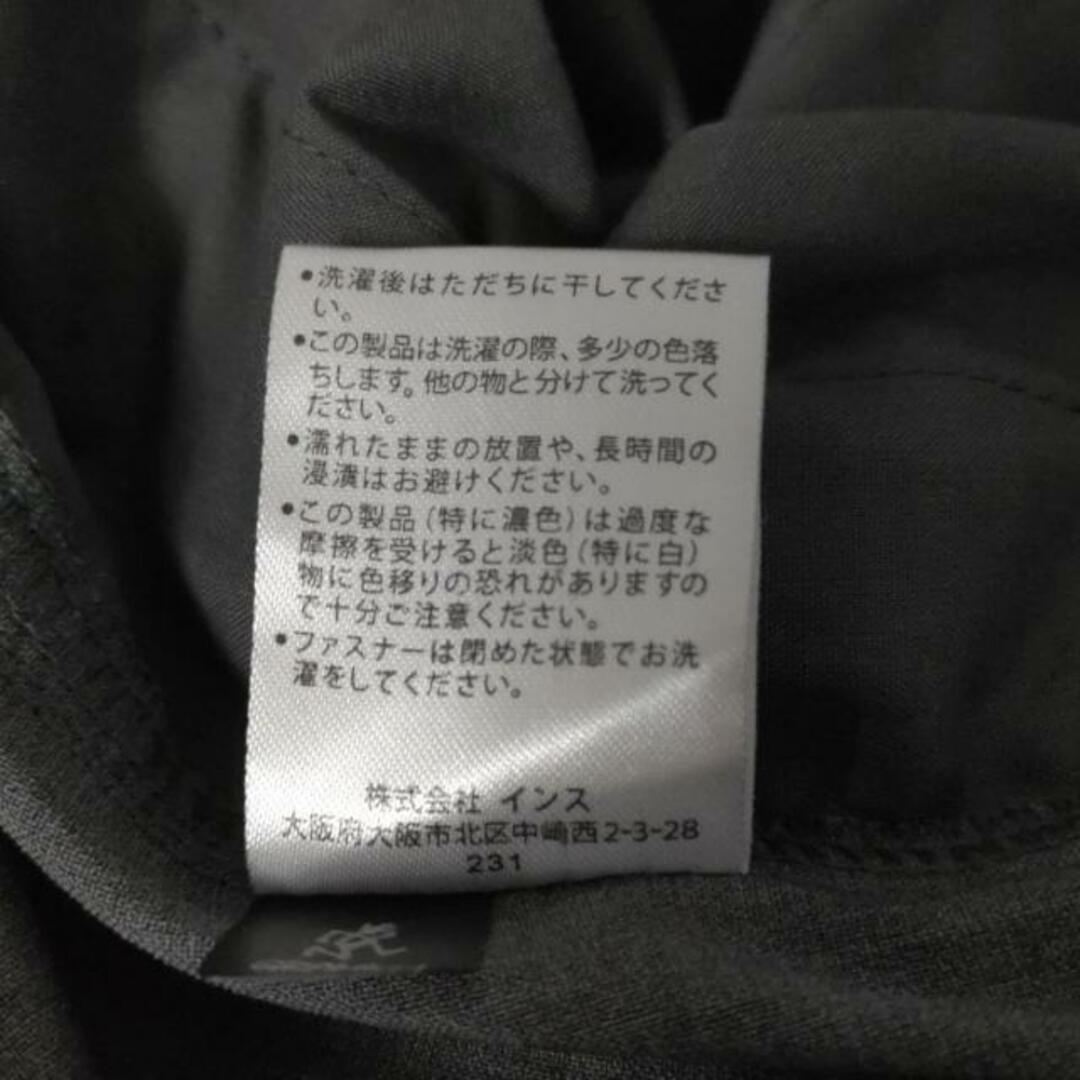 ●洗濯後はただちに干してくださ
い。
●この製品は洗濯の際、多少の色落
ちします。他の物と分けて洗ってく
ださい。
●濡れたままの放置や、長時間の
浸漬はお避けください。
●この製品(特に濃色)は過度な
摩擦を受けると淡色(特に白)
物に色移りの恐れがありますの
で十分ご注意ください。
●ファスナーは閉めた状態でお洗
濯をしてください。
株式会社 インス
大阪府大阪市北区中崎西2-3-28
231